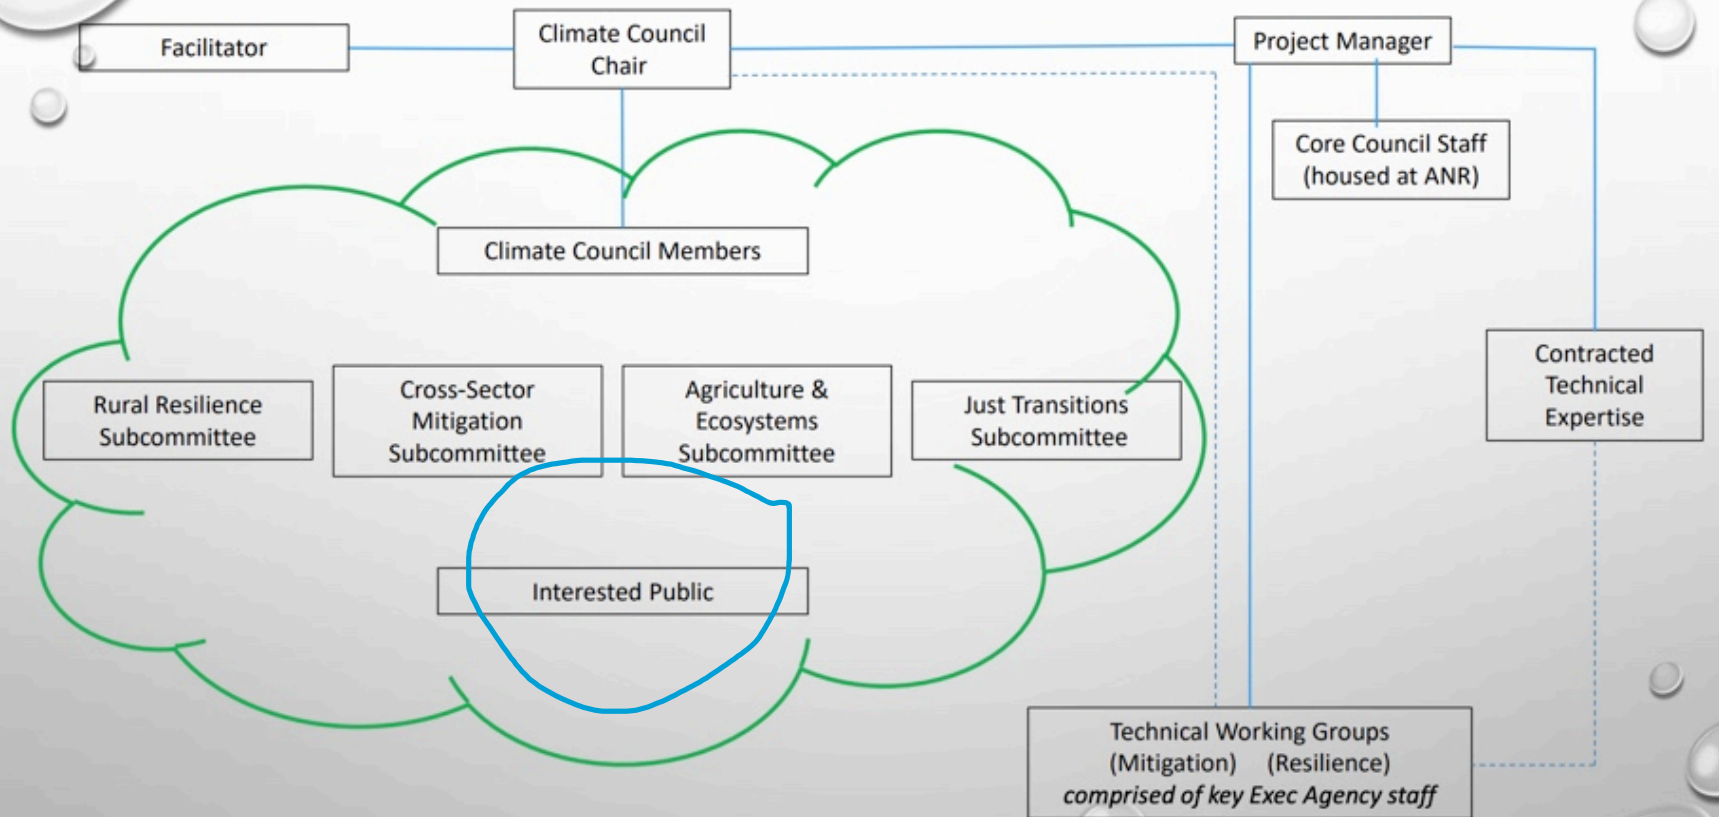 Facilitator
Climate Council
Chair
Project Manager
Core Council Staff
(housed at ANR)
Climate Council Members
Contracted
Technical
Expertise
Rural Resilience
Subcommittee
Cross-Sector
Mitigation
Subcommittee
Agriculture &
Ecosystems
Subcommittee
Just Transitions
Subcommittee
Interested Public
Technical Working Groups
(Mitigation) (Resilience)
comprised of key Exec Agency staff